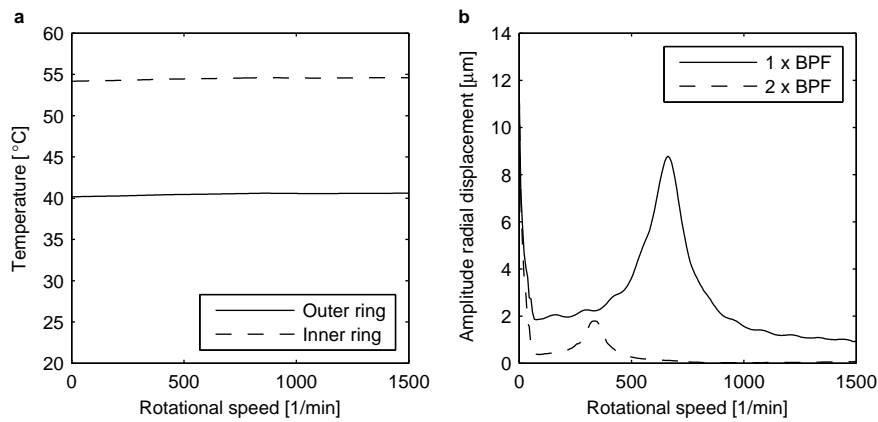 a
60
55
50
45
40
35
30
25
20
Temperature [°C]
Outer ring
Inner ring
0 500 1000 1500
Rotational speed [1/min]
b
14
12
10
8
6
4
2
0
Amplitude radial displacement [μm]
1 x BPF
2 x BPF
0 500 1000 1500
Rotational speed [1/min]